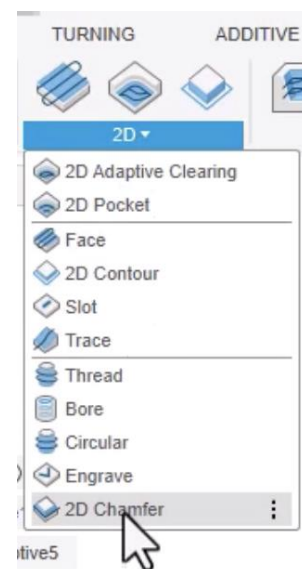 TURNING ADDITIVE
2D
2D Adaptive Clearing
2D Pocket
Face
2D Contour
Slot
Trace
Thread
Bore
Circular
Engrave
2D Chamfer
tive5